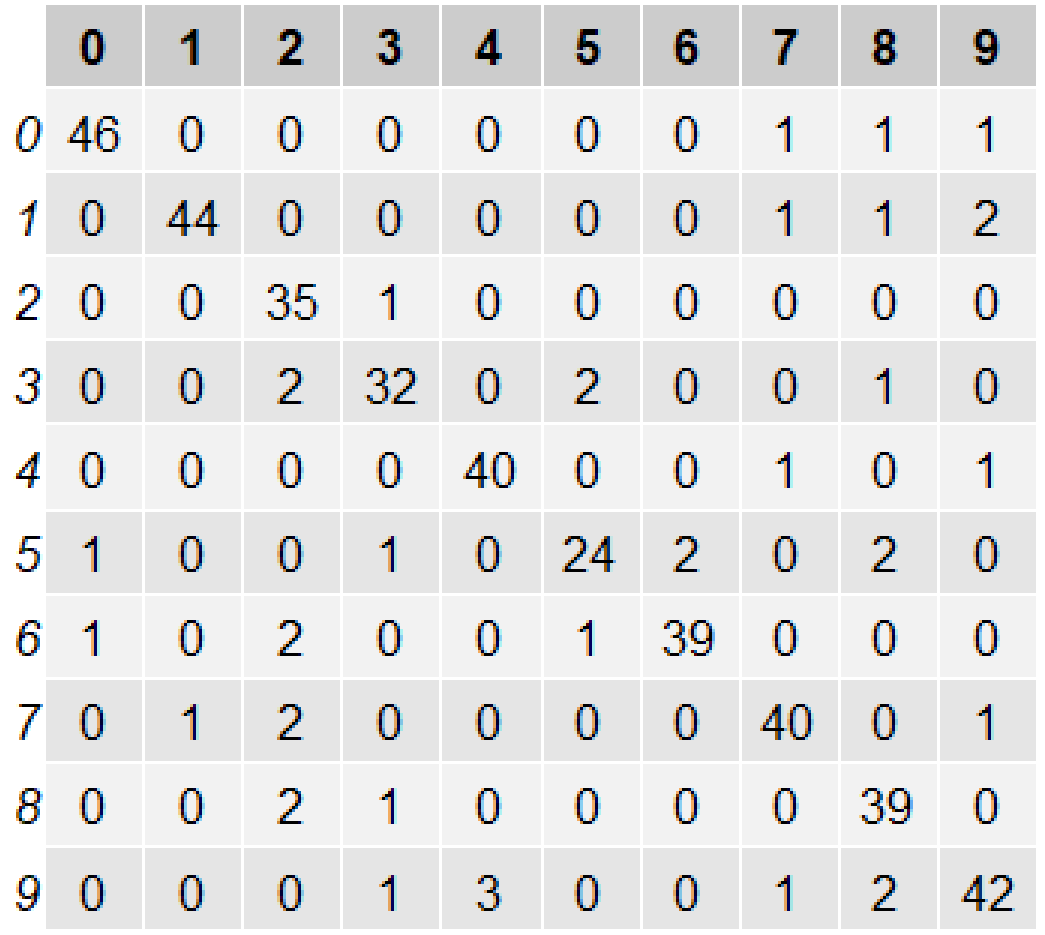 0 1 2 3 4 5 6 7 8 9
0 46 0 0 0 0 0 0 1 1 1
1 0 44 0 0 0 0 0 1 1 2
2 0 0 35 1 0 0 0 0 0 0
3 0 0 2 32 0 2 0 0 1 0
4 0 0 0 0 40 0 0 1 0 1
5 1 0 0 1 0 24 2 0 2 0
6 1 0 2 0 0 1 39 0 0 0
7 0 1 2 0 0 0 0 40 0 1
8 0 0 2 1 0 0 0 0 39 0
9 0 0 0 1 3 0 0 1 2 42